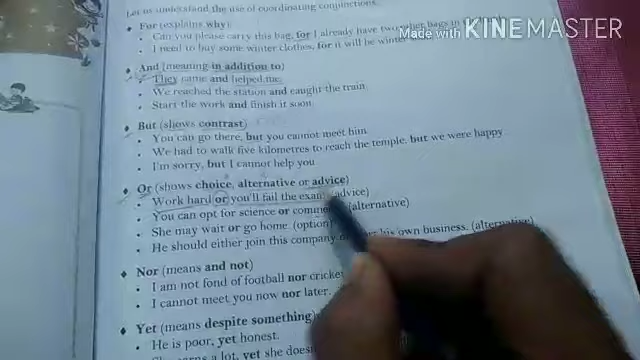 Let us understand the use of coordinating conjunctions.
Made with KINEMASTER
♦ For (explains why).
• Can you please carry this bag, for I already have two other bags in
• I need to buy some winter clothes, for it will be winter
♦ And (meaning in addition to)
• They came and helped me.
• We reached the station and caught the train
• Start the work and finish it soon
♦ But (shows contrast)
• You can go there, but you cannot meet him
• We had to walk five kilometres to reach the temple, but we were happy
• I'm sorry, but I cannot help you
♦ Or (shows choice, alternative or advice)
• Work hard or you'll fail the exam advice)
• You can opt for science or (alternative)
• She may wait or go home. (option)
• He should either join this company his own business. (alternative)
♦ Nor (means and not)
• I am not fond of football nor
• I cannot meet you now nor later.
♦ Yet (means despite something)
• He is poor, yet honest.
• a lot, yet she